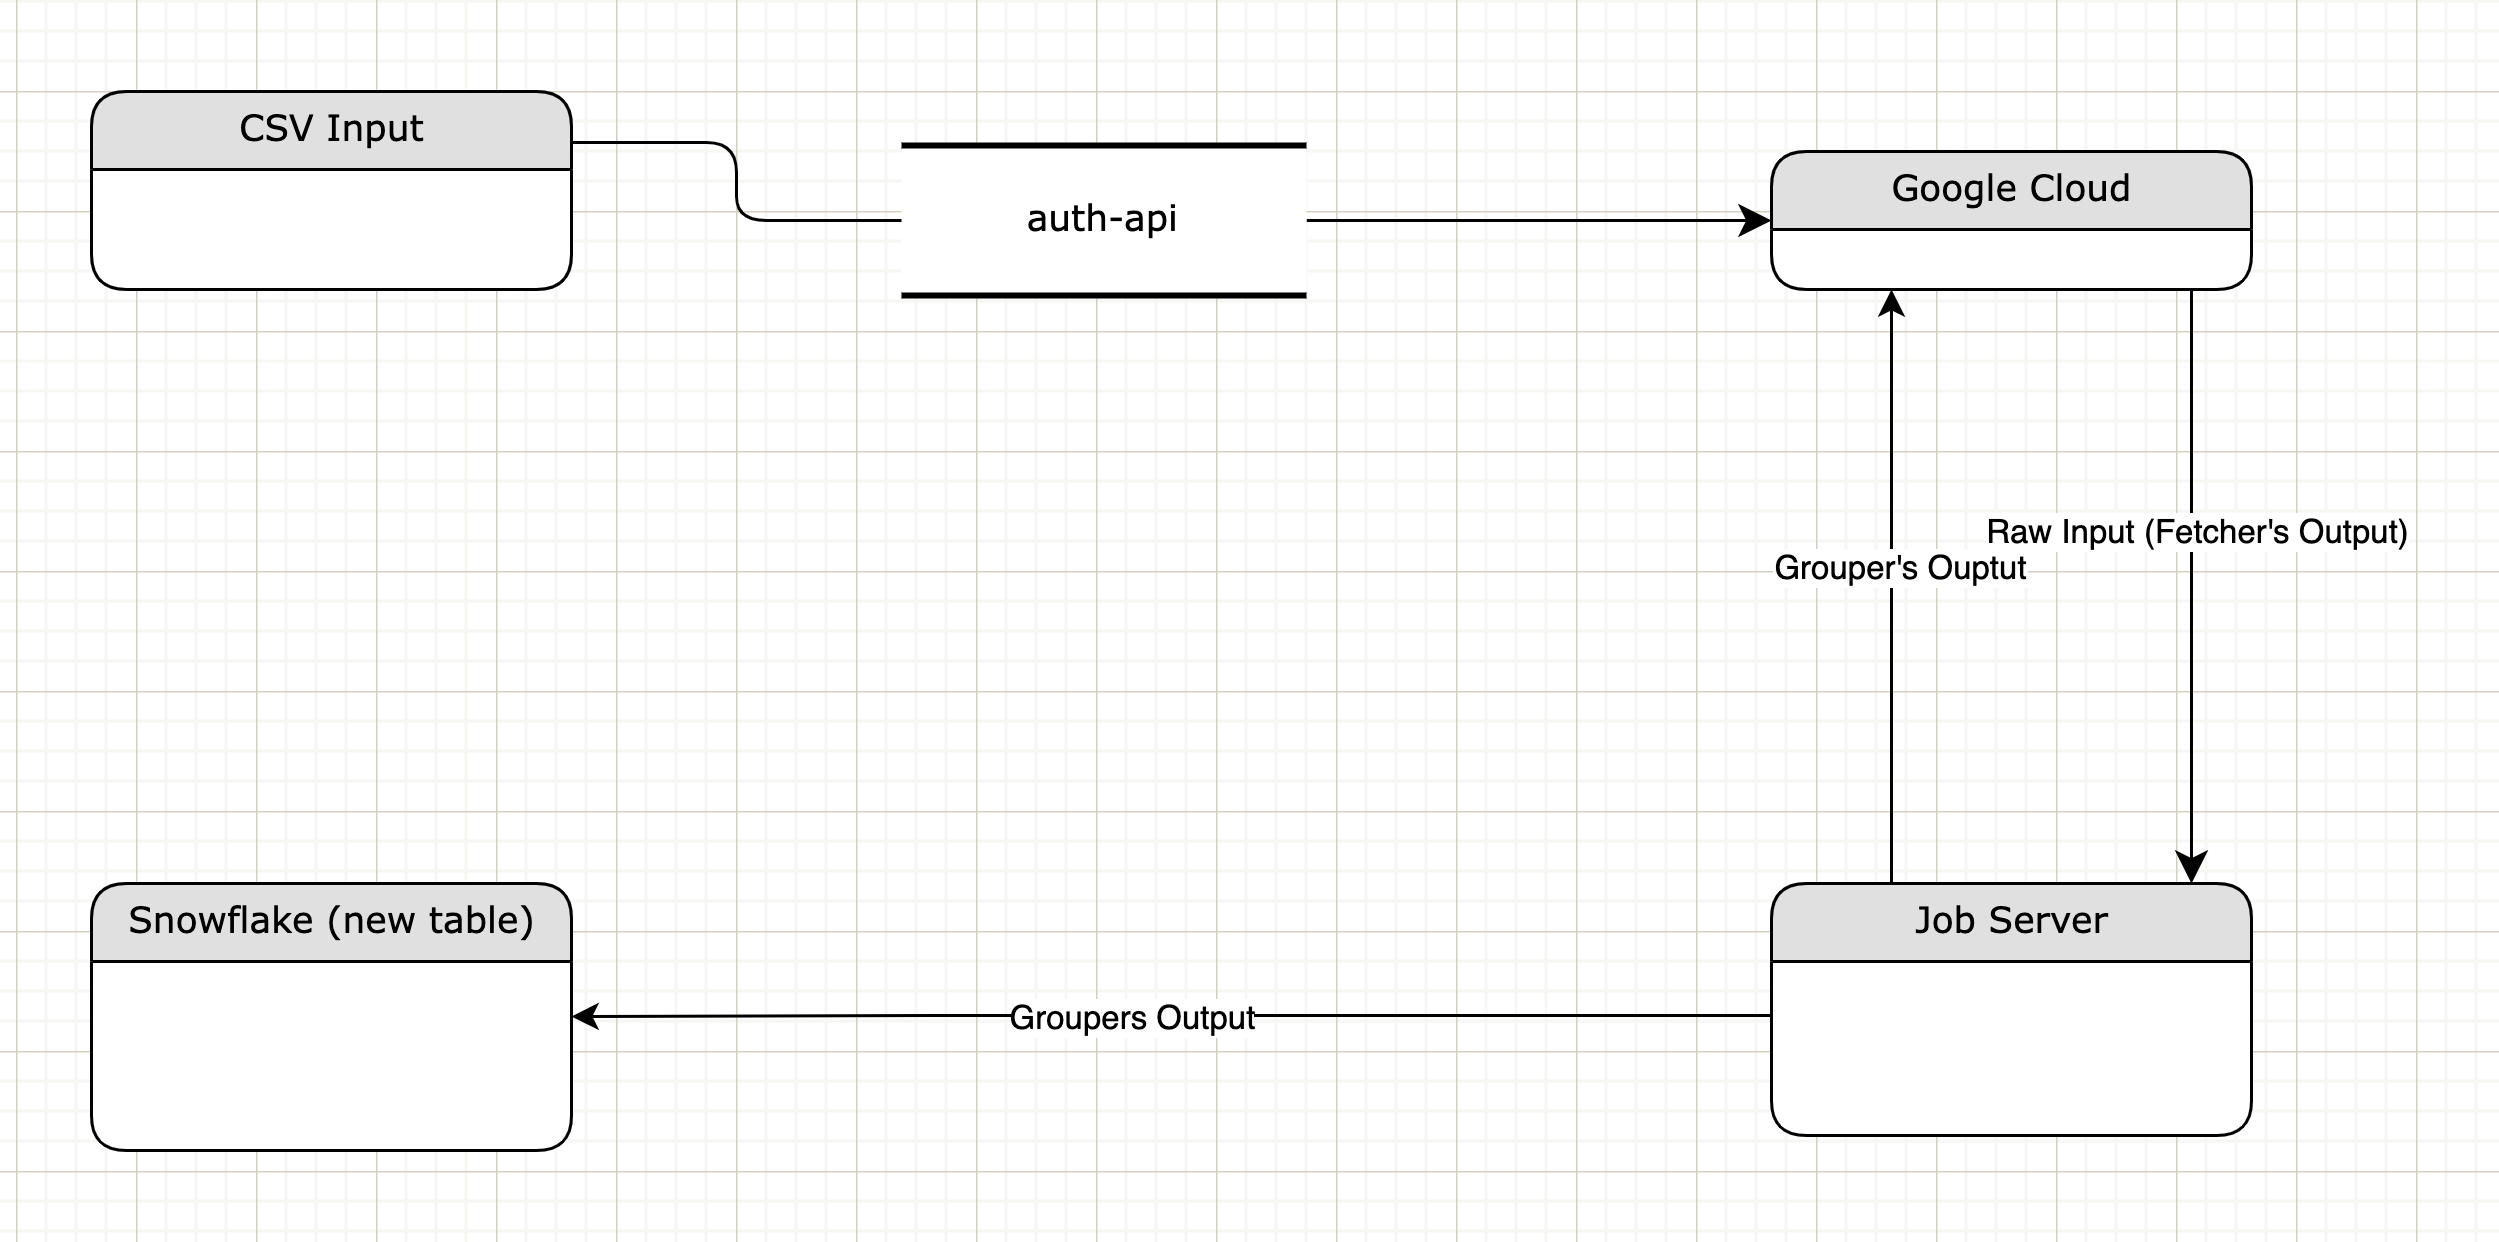 CSV Input
auth-api
Google Cloud
Raw Input (Fetcher's Output)
Grouper's Ouptut
Snowflake (new table)
Job Server
Groupers Output